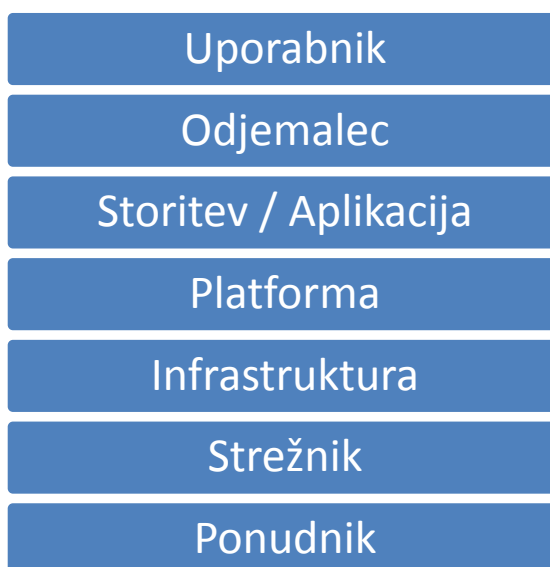 Uporabnik
Odjemalec
Storitev / Aplikacija
Platforma
Infrastruktura
Strežnik
Ponudnik